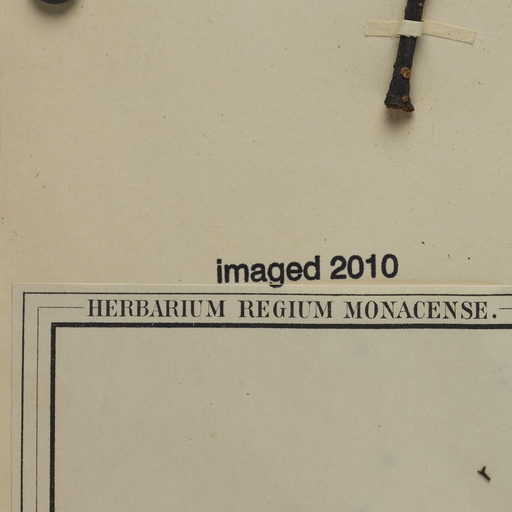 imaged 2010
HERBARIUM REGIUM MONACENSE.